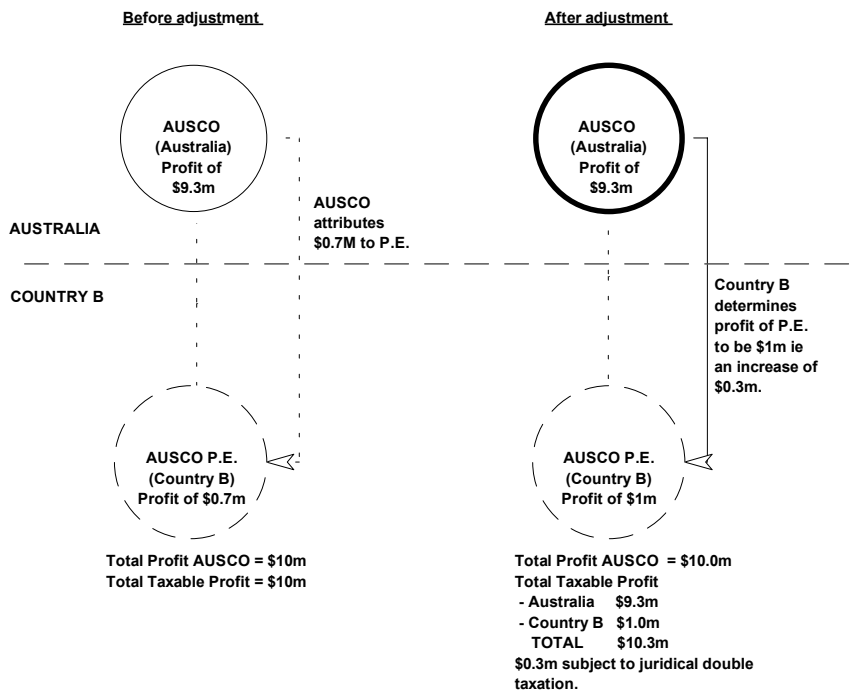 Before adjustment
After adjustment
AUSCO
(Australia)
Profit of
$9.3m
AUSCO
attributes
$0.7M to P.E.
AUSCO
(Australia)
Profit of
$9.3m
AUSTRALIA
COUNTRY B
Country B
determines
profit of P.E.
to be $1m ie
an increase of
$0.3m.
AUSCO P.E.
(Country B)
Profit of $0.7m
AUSCO P.E.
(Country B)
Profit of $1m
Total Profit AUSCO = $10m
Total Taxable Profit = $10m
Total Profit AUSCO = $10.0m
Total Taxable Profit
- Australia $9.3m
- Country B $1.0m
TOTAL $10.3m
$0.3m subject to juridical double
taxation.